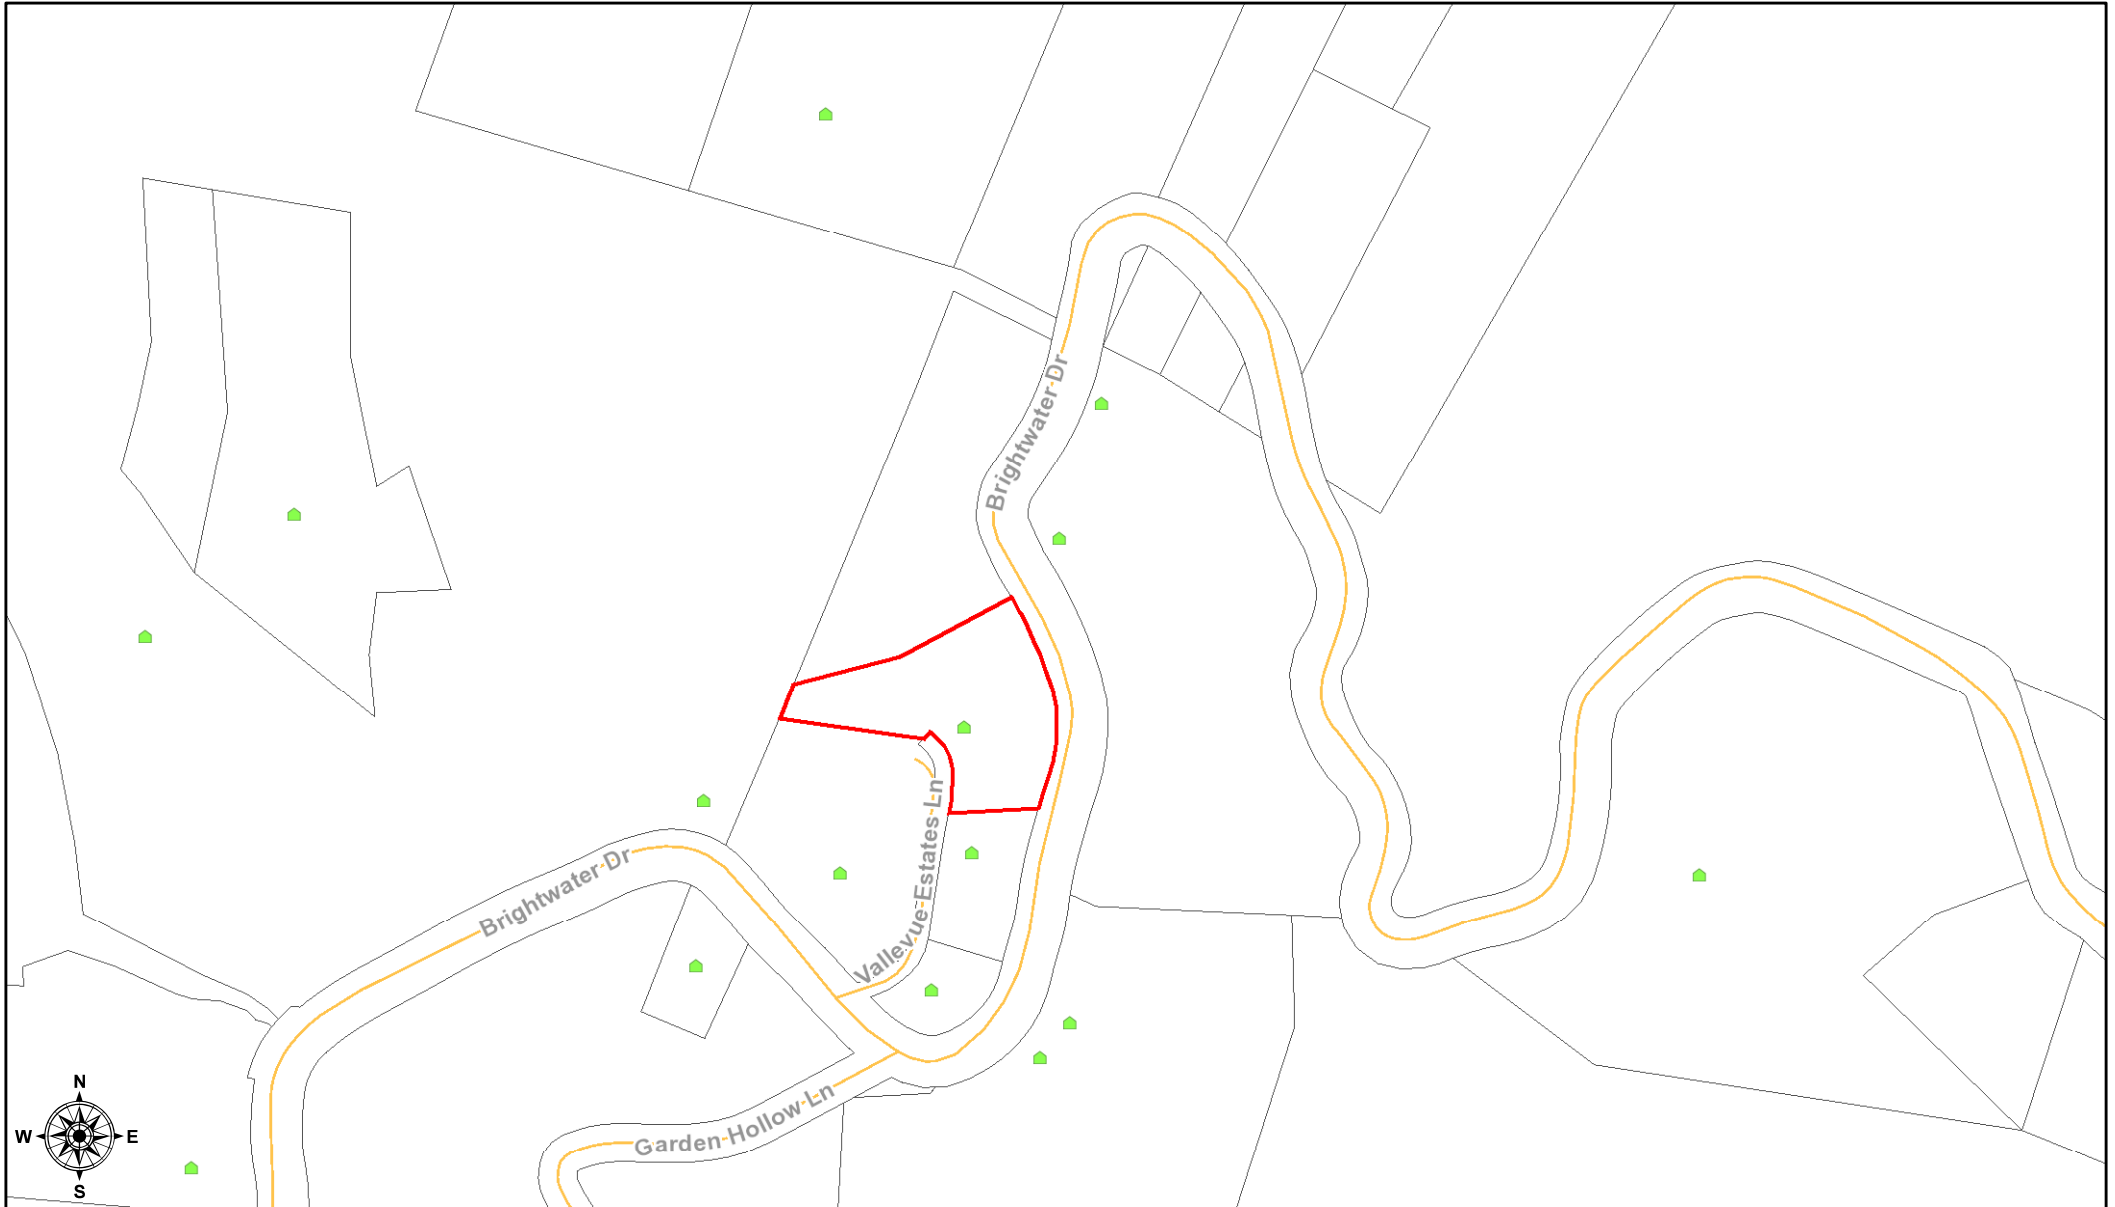 Brightwater Dr
Brightwater Dr
Vallevue Estates Ln
Garden Hollow Ln
N
W E
S